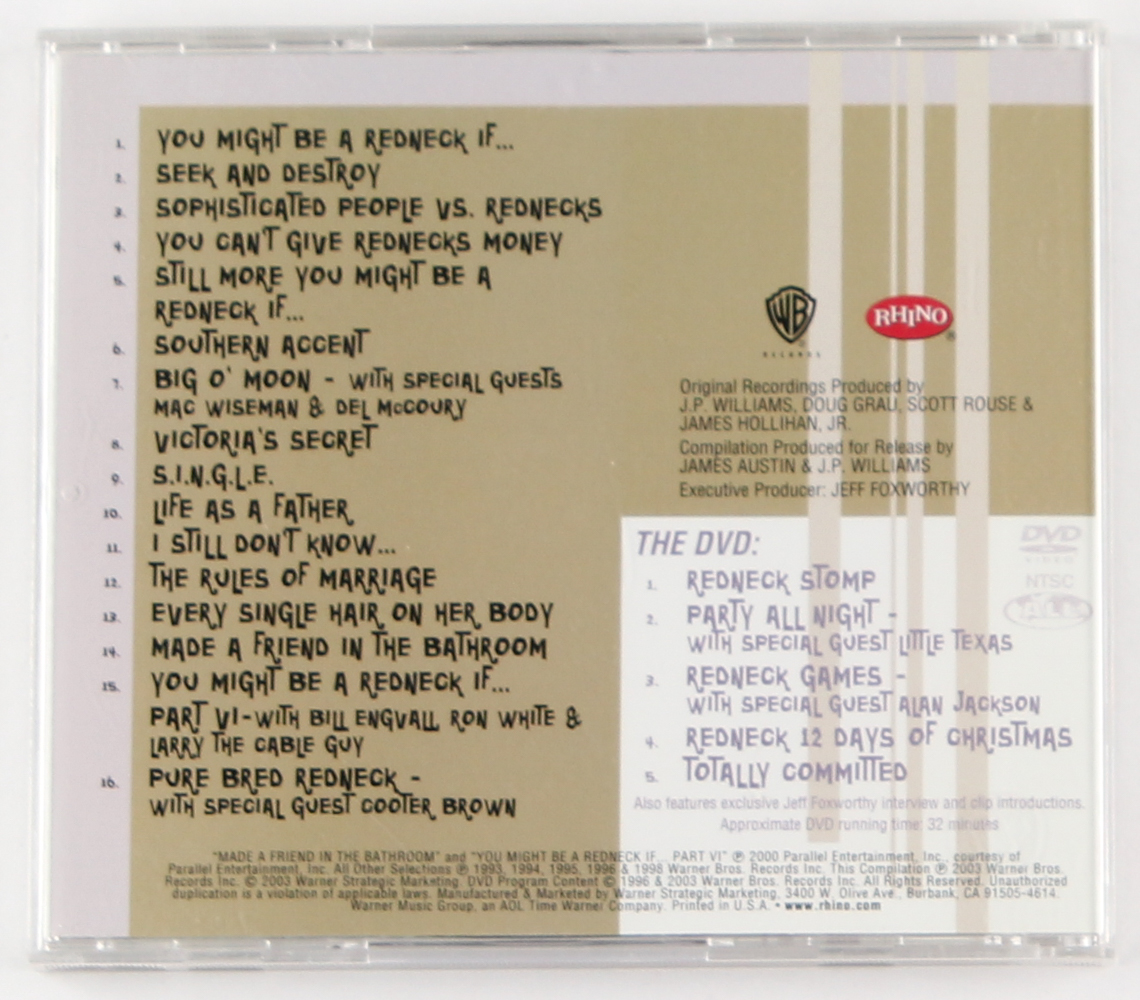 1. YOU MIGHT BE A REDNECK IF...
2. SEEK AND DESTROY
3. SOPHISTICATED PEOPLE VS. REDNECKS
4. YOU CAN'T GIVE REDNECKS MONEY
5. STILL MORE YOU MIGHT BE A
REDNECK IF...
6. SOUTHERN ACCENT
7. BIG O' MOON - WITH SPECIAL GUESTS
MAC WISEMAN & DEL McCOURY
8. VICTORIA'S SECRET
9. S.I.N.G.L.E.
10. LIFE AS A FATHER
11. I STILL DON'T KNOW...
12. THE RULES OF MARRIAGE
13. EVERY SINGLE HAIR ON HER BODY
14. MADE A FRIEND IN THE BATHROOM
15. YOU MIGHT BE A REDNECK IF...
PART VI-WITH BILL ENGVALL RON WHITE &
LARRY THE CABLE GUY
16. PURE BRED REDNECK -
WITH SPECIAL GUEST COOTER BROWN
WB
RECORDS
RHINO
®
Original Recordings Produced by
J.P. WILLIAMS, DOUG GRAU, SCOTT ROUSE &
JAMES HOLLIHAN, JR.
Compilation Produced for Release by
JAMES AUSTIN & J.P. WILLIAMS
Executive Producer: JEFF FOXWORTHY
THE DVD:
1. REDNECK STOMP
2. PARTY ALL NIGHT -
WITH SPECIAL GUEST LITTLE TEXAS
3. REDNECK GAMES -
WITH SPECIAL GUEST ALAN JACKSON
4. REDNECK 12 DAYS OF CHRISTMAS
5. TOTALLY COMMITTED
DVD
VIDEO
NTSC
ALL
Also features exclusive Jeff Foxworthy interview and clip introductions.
Approximate DVD running time: 32 minutes
"MADE A FRIEND IN THE BATHROOM" and "YOU MIGHT BE A REDNECK IF... PART VI" ℗ 2000 Parallel Entertainment, Inc., courtesy of
Parallel Entertainment, Inc. All Other Selections ℗ 1993, 1994, 1995, 1996 & 1998 Warner Bros. Records Inc. This Compilation ℗ 2003 Warner Bros.
Records Inc. © 2003 Warner Strategic Marketing. DVD Program Content © 1996 & 2003 Warner Bros. Records Inc. All Rights Reserved. Unauthorized
duplication is a violation of applicable laws. Manufactured & Marketed by Warner Strategic Marketing, 3400 W. Olive Ave., Burbank, CA 91505-4614.
Warner Music Group, an AOL Time Warner Company. Printed in U.S.A. • www.rhino.com